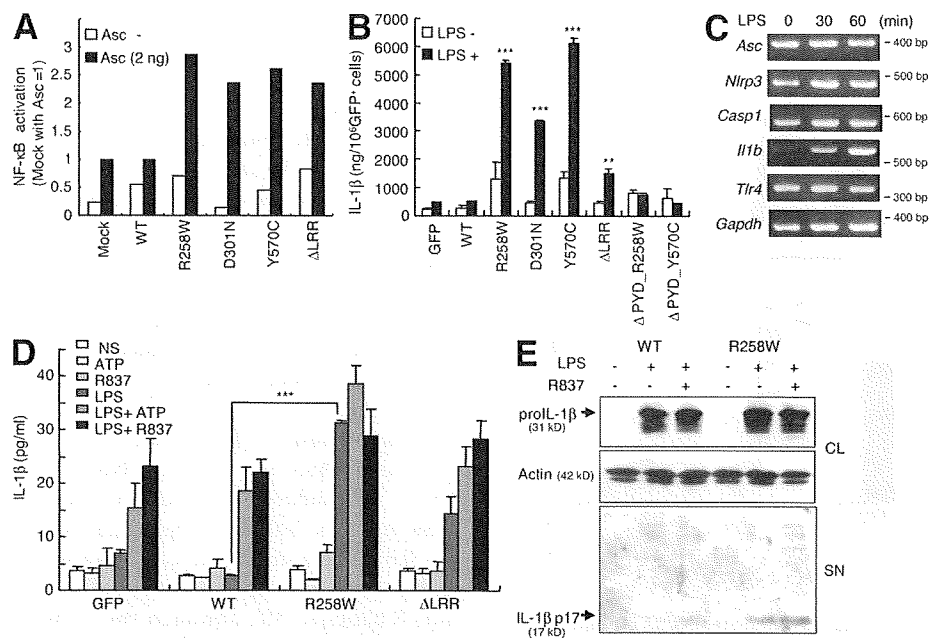 A
Asc -
Asc (2 ng)
NF-κB activation
(Mock with Asc =1)
3
2.5
2
1.5
1
0.5
0
Mock
WT
R258W
D301N
Y570C
ΔLRR
B
LPS -
LPS +
IL-1β (ng/10⁶GFP⁺ cells)
7000
6000
5000
4000
3000
2000
1000
0
***
***
***
**
GFP
WT
R258W
D301N
Y570C
ΔLRR
Δ PYD_R258W
Δ PYD_Y570C
C
LPS 0 30 60 (min)
Asc - 400 bp
Nlrp3 - 500 bp
Casp1 - 600 bp
Il1b - 500 bp
Tlr4 - 300 bp
Gapdh - 400 bp
D
NS
ATP
R837
LPS
LPS+ ATP
LPS+ R837
IL-1β (pg/ml)
40
30
20
10
0
***
GFP WT R258W ΔLRR
E
WT R258W
LPS - + + - + +
R837 + +
proIL-1β
(31 kD)
CL
Actin (42 kD)
SN
IL-1β p17
(17 kD)